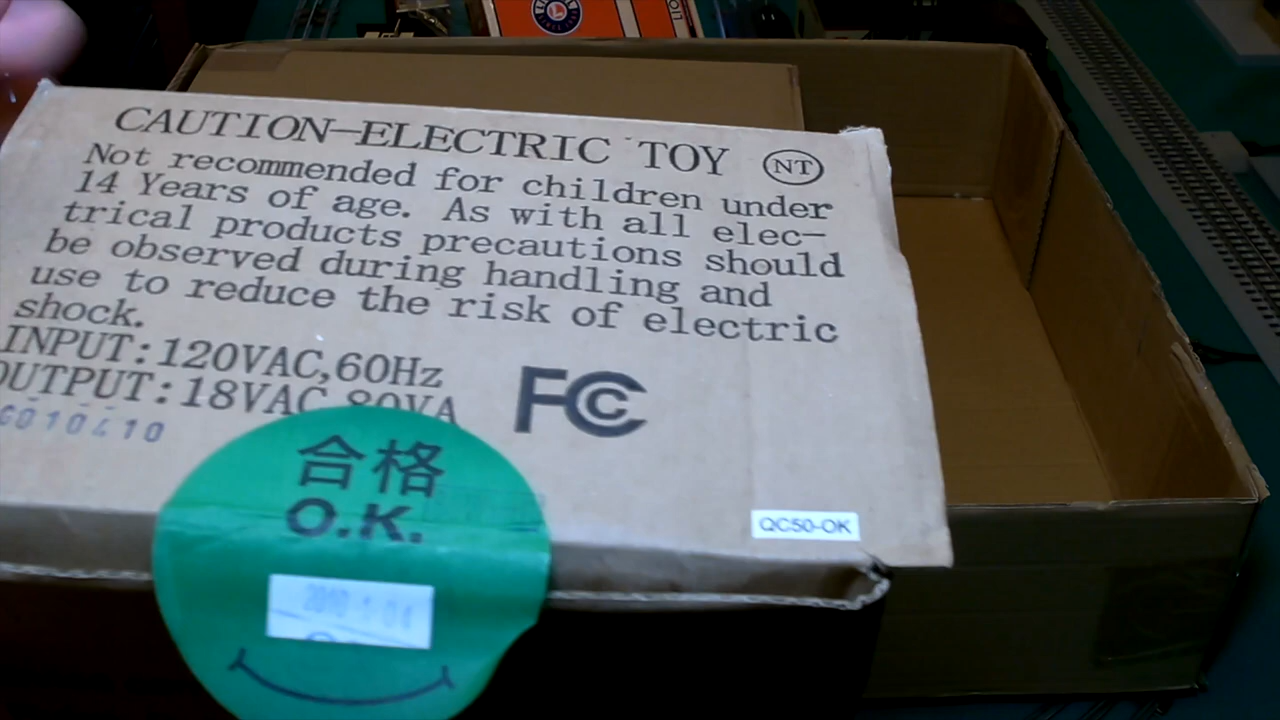 CAUTION—ELECTRIC TOY NT
Not recommended for children under
14 Years of age. As with all elec—
trical products precautions should
be observed during handling and
use to reduce the risk of electric
shock.
INPUT:120VAC,60Hz
OUTPUT:18VAC 80VA
FCC
合格
O.K.
QC50-OK